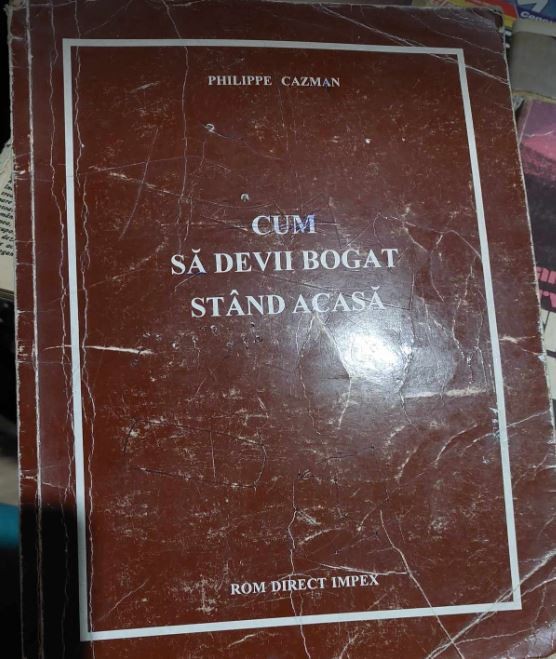 PHILIPPE CAZMAN
CUM
SĂ DEVII BOGAT
STÂND ACASĂ
ROM DIRECT IMPEX